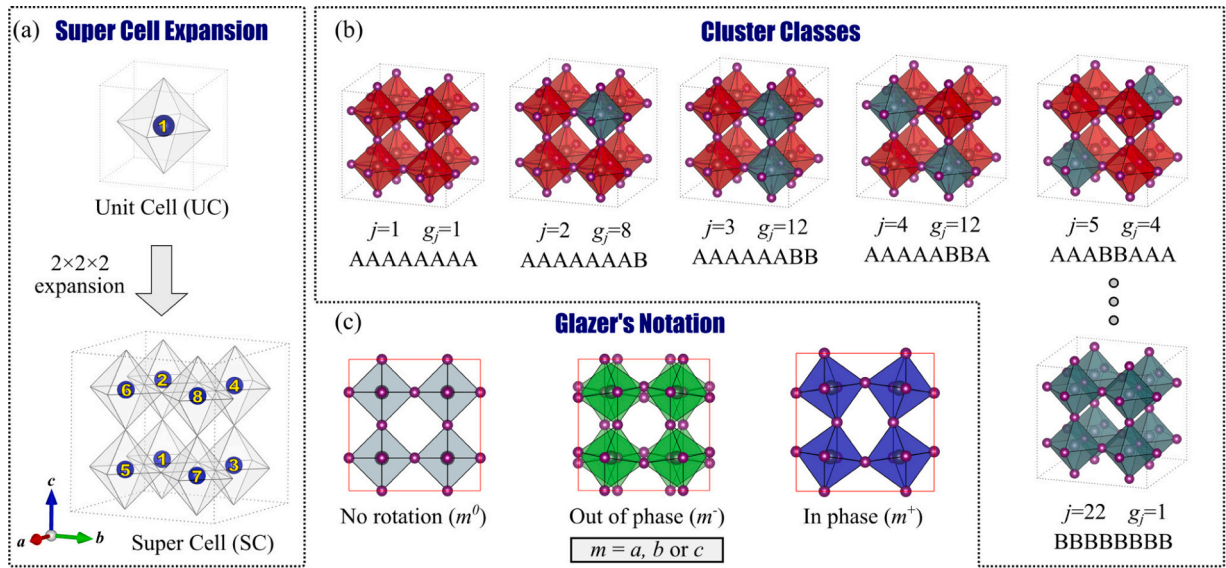 (a) Super Cell Expansion
1
Unit Cell (UC)
2×2×2
expansion
6 2 8 4
5 1 7 3
c
a b
Super Cell (SC)
(b) Cluster Classes
j=1 gj=1
AAAAAAAA
j=2 gj=8
AAAAAAAB
j=3 gj=12
AAAAAABB
j=4 gj=12
AAAAABBA
j=5 gj=4
AAABBAAA
j=22 gj=1
BBBBBBBB
(c) Glazer's Notation
No rotation (m⁰)
Out of phase (m⁻)
In phase (m⁺)
m = a, b or c